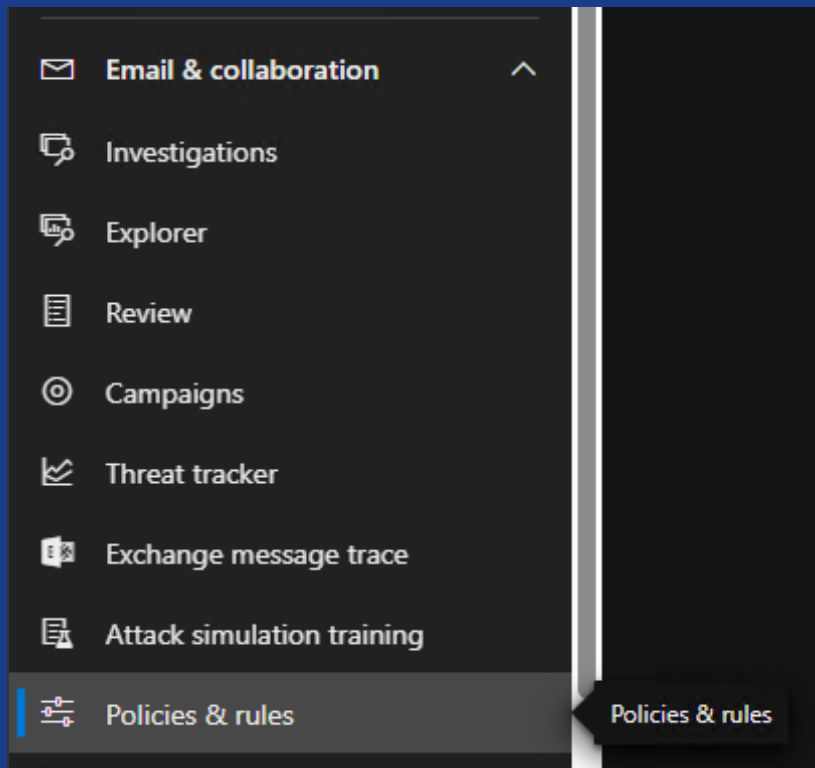 Email & collaboration
Investigations
Explorer
Review
Campaigns
Threat tracker
Exchange message trace
Attack simulation training
Policies & rules
Policies & rules